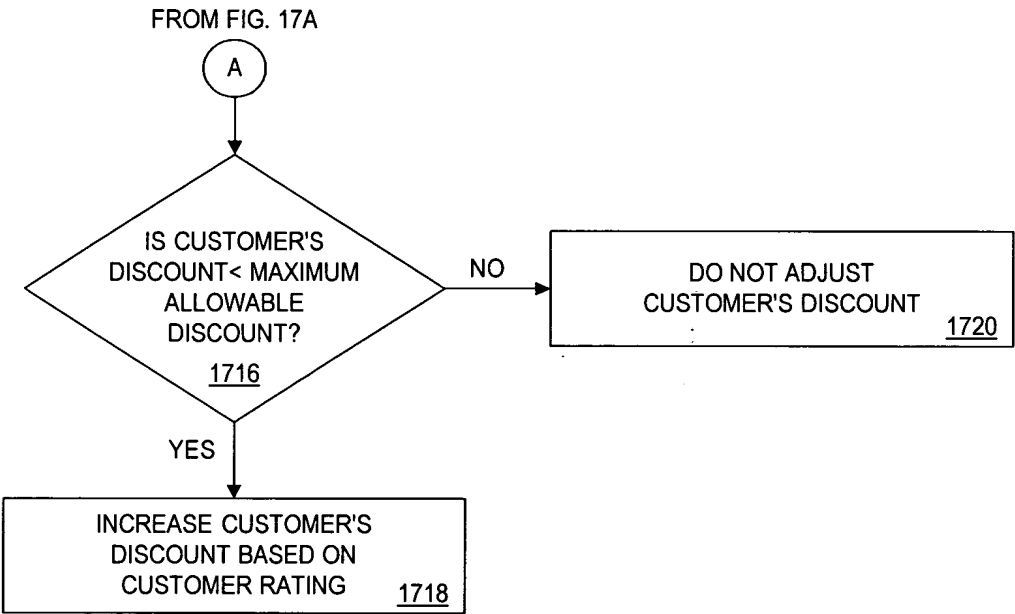 FROM FIG. 17A
A
IS CUSTOMER'S
DISCOUNT< MAXIMUM
ALLOWABLE
DISCOUNT?
1716
NO
DO NOT ADJUST
CUSTOMER'S DISCOUNT
1720
YES
INCREASE CUSTOMER'S
DISCOUNT BASED ON
CUSTOMER RATING
1718